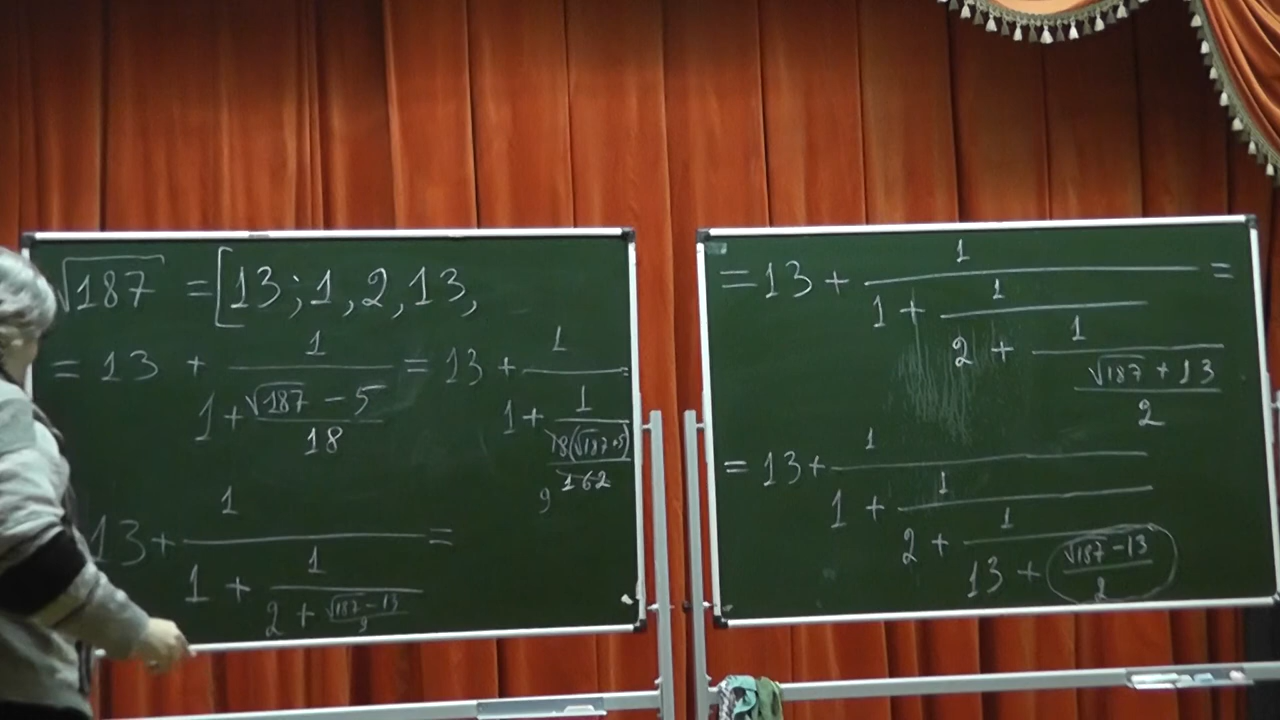 √187 = [13; 1, 2, 13,
= 13 + 1/(1 + (√187 − 5)/18) = 13 + 1/(1 + 1/(18(√187+5)/162)) =
9
13 + 1/(1 + 1/(2 + (√187 − 13)/9)) =
= 13 + 1/(1 + 1/(2 + 1/((√187 + 13)/2))) =
= 13 + 1/(1 + 1/(2 + 1/(13 + (√187 − 13)/2)))